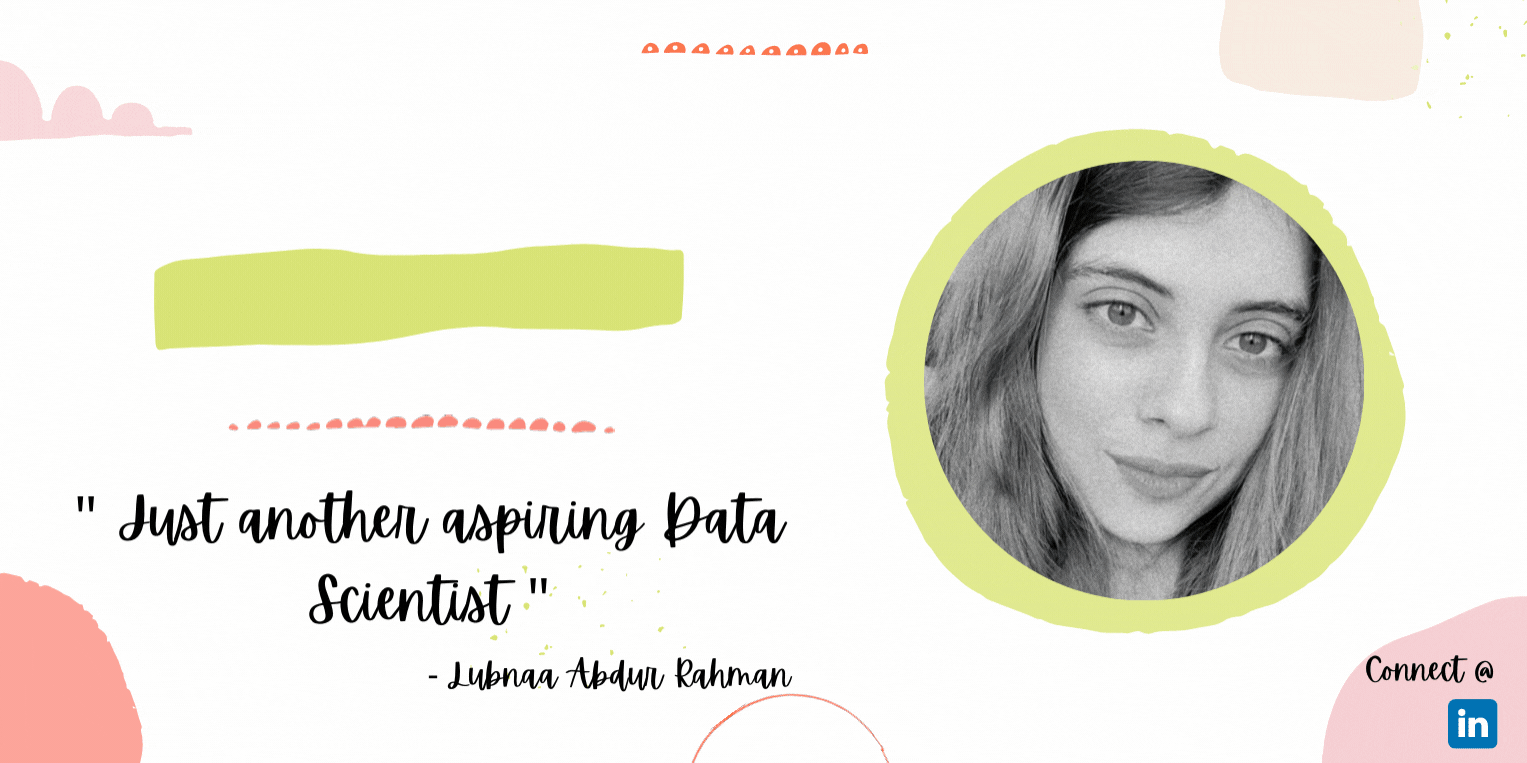 " Just another aspiring Data
Scientist "
- Lubnaa Abdur Rahman
Connect @
in